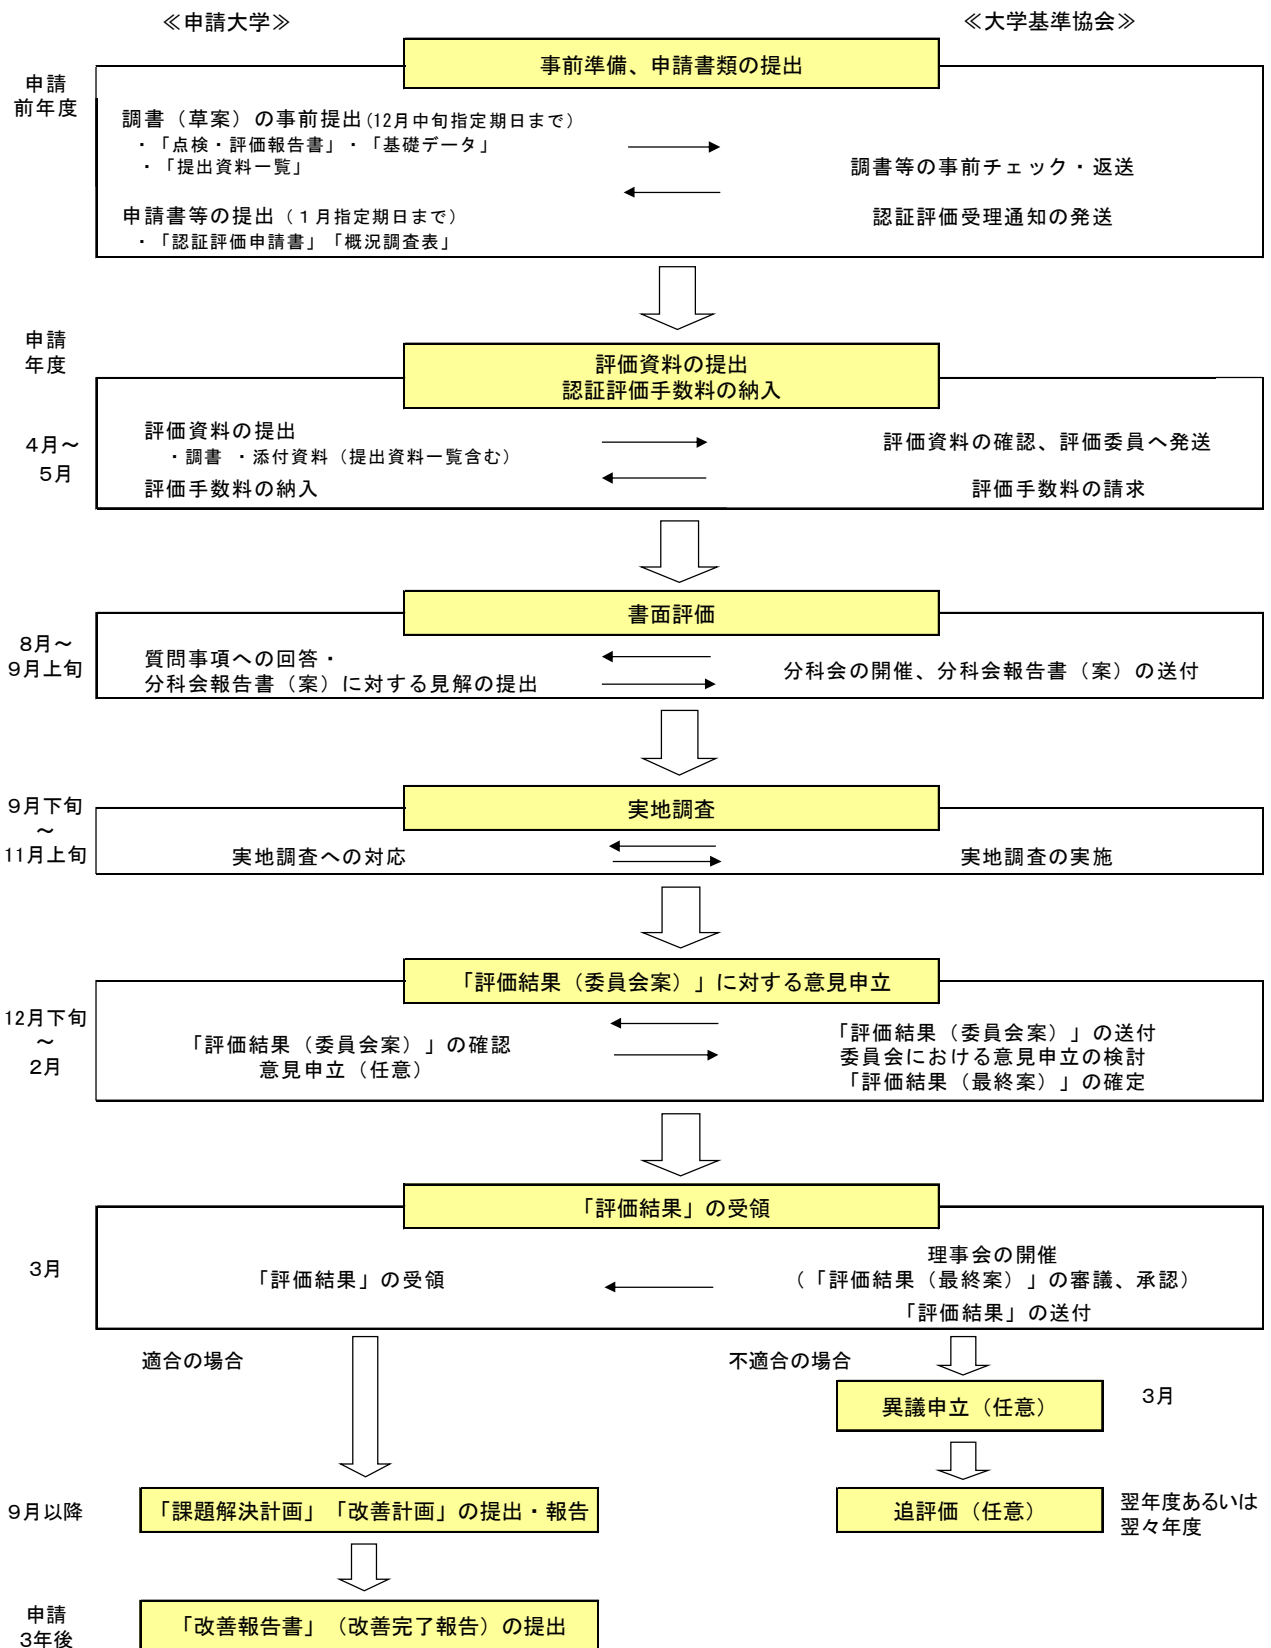 ≪申請大学≫
≪大学基準協会≫
事前準備、申請書類の提出
申請
前年度
調書（草案）の事前提出(12月中旬指定期日まで)
・「点検・評価報告書」・「基礎データ」
・「提出資料一覧」
調書等の事前チェック・返送
申請書等の提出（１月指定期日まで）
認証評価受理通知の発送
・「認証評価申請書」「概況調査表」
申請
年度
評価資料の提出
認証評価手数料の納入
4月～
5月
評価資料の提出
・調書 ・添付資料（提出資料一覧含む）
評価資料の確認、評価委員へ発送
評価手数料の納入
評価手数料の請求
書面評価
8月～
9月上旬
質問事項への回答・
分科会報告書（案）に対する見解の提出
分科会の開催、分科会報告書（案）の送付
実地調査
9月下旬
～
11月上旬
実地調査への対応
実地調査の実施
「評価結果（委員会案）」に対する意見申立
12月下旬
～
2月
「評価結果（委員会案）」の確認
意見申立（任意）
「評価結果（委員会案）」の送付
委員会における意見申立の検討
「評価結果（最終案）」の確定
「評価結果」の受領
3月
「評価結果」の受領
理事会の開催
（「評価結果（最終案）」の審議、承認）
「評価結果」の送付
適合の場合
不適合の場合
異議申立（任意）
3月
9月以降
「課題解決計画」「改善計画」の提出・報告
追評価（任意）
翌年度あるいは
翌々年度
申請
3年後
「改善報告書」（改善完了報告）の提出